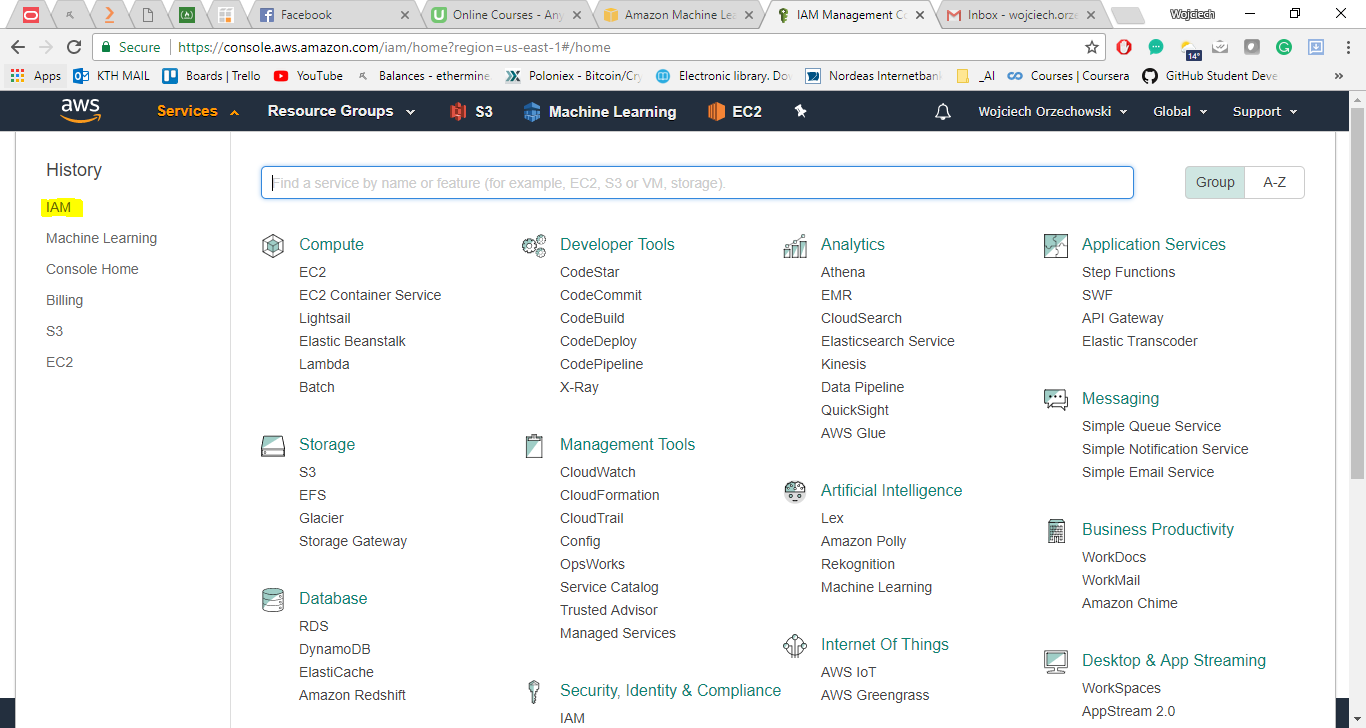 Facebook
Online Courses - Any
Amazon Machine Le
IAM Management Co
Inbox - wojciech.orze
Wojciech
Secure
https://console.aws.amazon.com/iam/home?region=us-east-1#/home
14°
Apps
KTH MAIL
Boards | Trello
YouTube
Balances - ethermine.
Poloniex - Bitcoin/Cry
Electronic library. Do
Nordeas Internetbank
_AI
Courses | Coursera
GitHub Student Deve
»
aws
Services
Resource Groups
S3
Machine Learning
EC2
Wojciech Orzechowski
Global
Support
History
IAM
Machine Learning
Console Home
Billing
S3
EC2
Find a service by name or feature (for example, EC2, S3 or VM, storage).
Group
A-Z
Compute
EC2
EC2 Container Service
Lightsail
Elastic Beanstalk
Lambda
Batch
Storage
S3
EFS
Glacier
Storage Gateway
Database
RDS
DynamoDB
ElastiCache
Amazon Redshift
Developer Tools
CodeStar
CodeCommit
CodeBuild
CodeDeploy
CodePipeline
X-Ray
Management Tools
CloudWatch
CloudFormation
CloudTrail
Config
OpsWorks
Service Catalog
Trusted Advisor
Managed Services
Security, Identity & Compliance
IAM
Analytics
Athena
EMR
CloudSearch
Elasticsearch Service
Kinesis
Data Pipeline
QuickSight
AWS Glue
Artificial Intelligence
Lex
Amazon Polly
Rekognition
Machine Learning
Internet Of Things
AWS IoT
AWS Greengrass
Application Services
Step Functions
SWF
API Gateway
Elastic Transcoder
Messaging
Simple Queue Service
Simple Notification Service
Simple Email Service
Business Productivity
WorkDocs
WorkMail
Amazon Chime
Desktop & App Streaming
WorkSpaces
AppStream 2.0